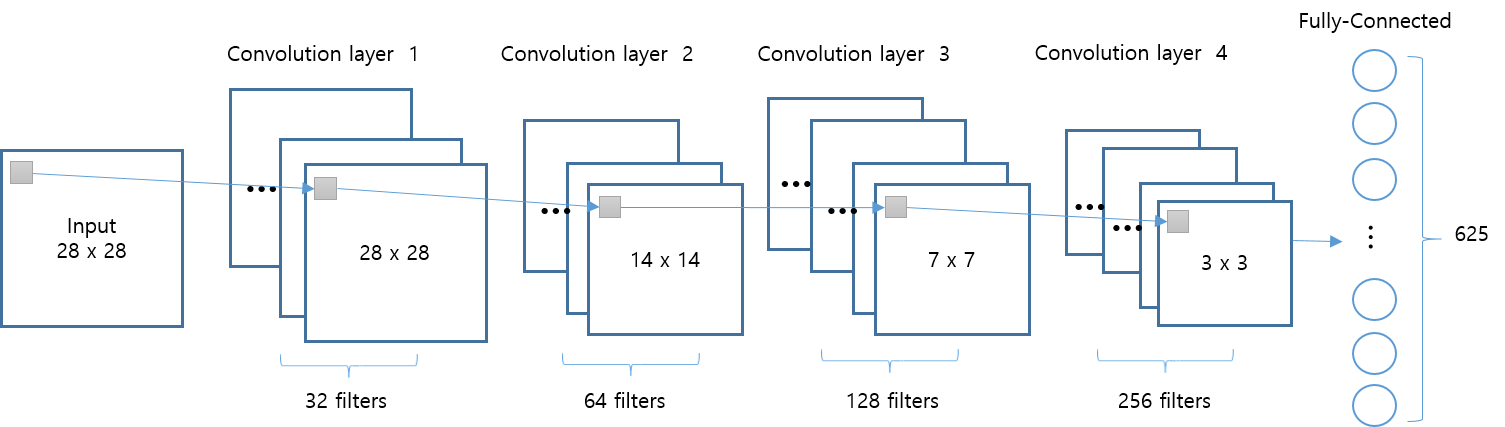 Fully-Connected
Convolution layer 1
Convolution layer 2
Convolution layer 3
Convolution layer 4
Input
28 x 28
28 x 28
14 x 14
7 x 7
3 x 3
625
32 filters
64 filters
128 filters
256 filters